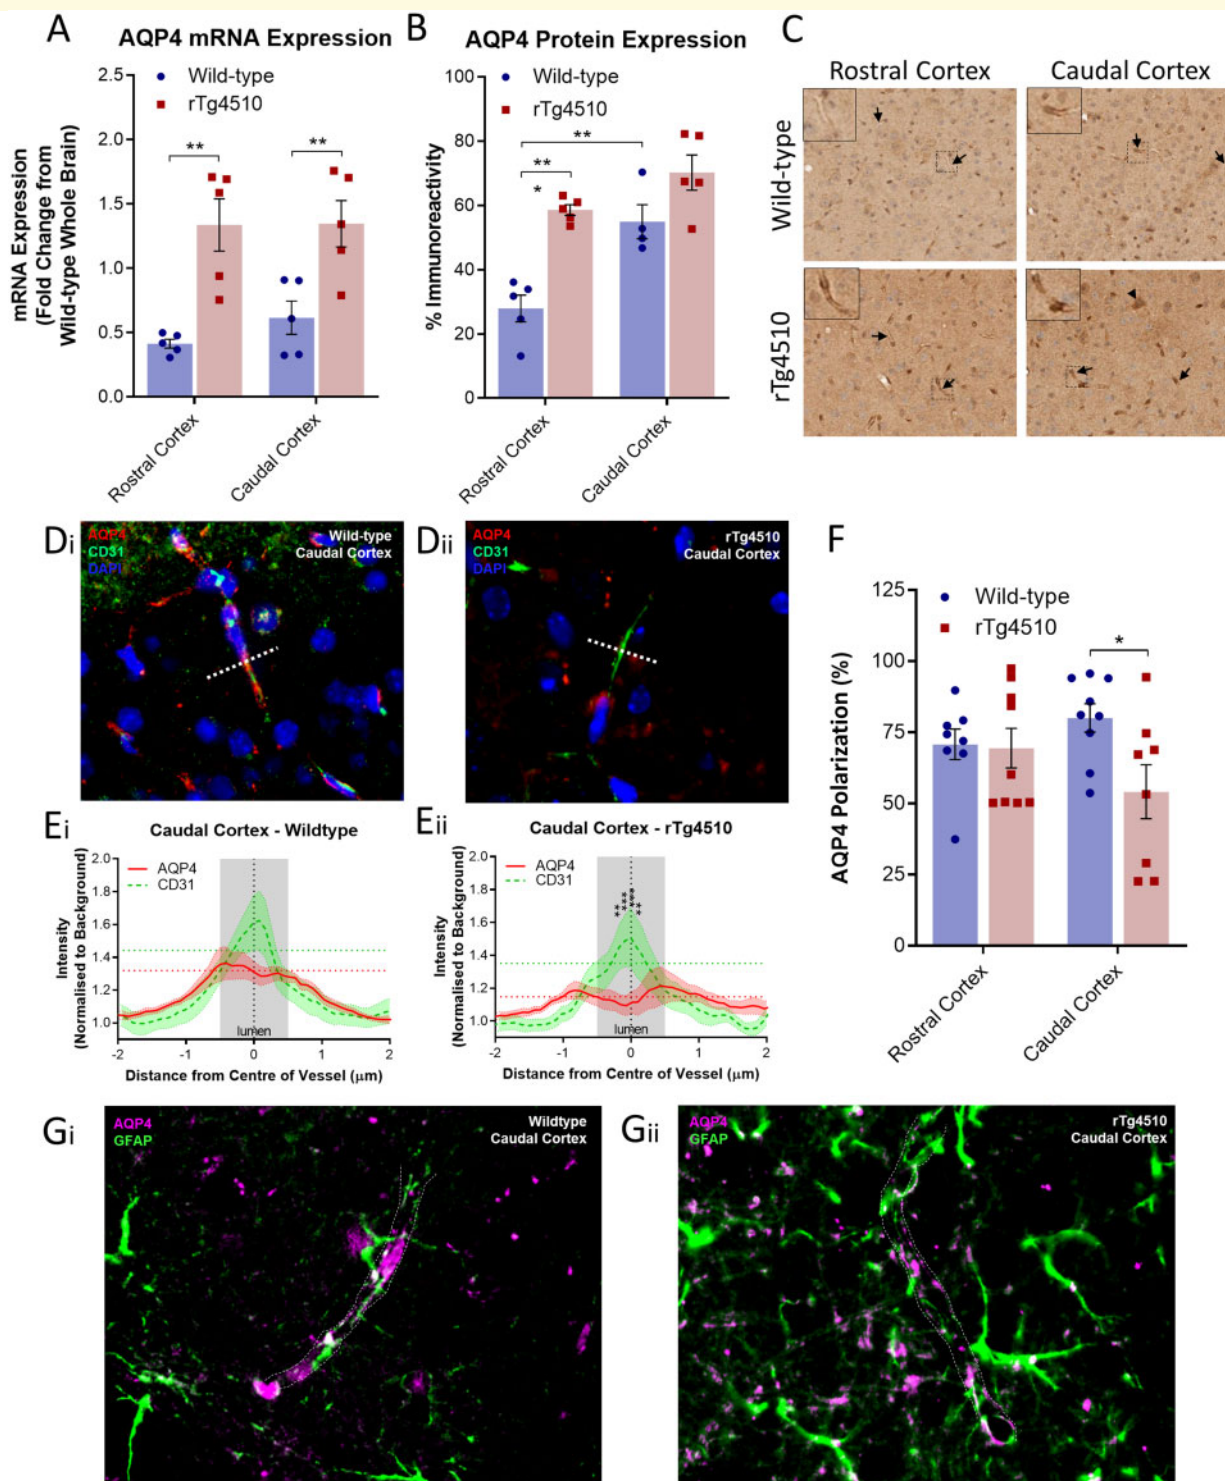 A
AQP4 mRNA Expression
Wild-type
rTg4510
mRNA Expression
(Fold Change from
Wild-type Whole Brain)
2.5
2.0
1.5
1.0
0.5
0.0
**
**
Rostral Cortex
Caudal Cortex
B
AQP4 Protein Expression
Wild-type
rTg4510
% Immunoreactivity
100
80
60
40
20
0
**
**
*
Rostral Cortex
Caudal Cortex
C
Rostral Cortex
Caudal Cortex
Wild-type
rTg4510
Di
AQP4
CD31
DAPI
Wild-type
Caudal Cortex
Dii
AQP4
CD31
DAPI
rTg4510
Caudal Cortex
Ei
Caudal Cortex - Wildtype
AQP4
CD31
Intensity
(Normalised to Background)
2.0
1.8
1.6
1.4
1.2
1.0
lumen
-2
-1
0
1
2
Distance from Centre of Vessel (μm)
Eii
Caudal Cortex - rTg4510
AQP4
CD31
Intensity
(Normalised to Background)
2.0
1.8
1.6
1.4
1.2
1.0
**
***
****
**
lumen
-2
-1
0
1
2
Distance from Centre of Vessel (μm)
F
Wild-type
rTg4510
AQP4 Polarization (%)
125
100
75
50
25
0
*
Rostral Cortex
Caudal Cortex
Gi
AQP4
GFAP
Wildtype
Caudal Cortex
Gii
AQP4
GFAP
rTg4510
Caudal Cortex